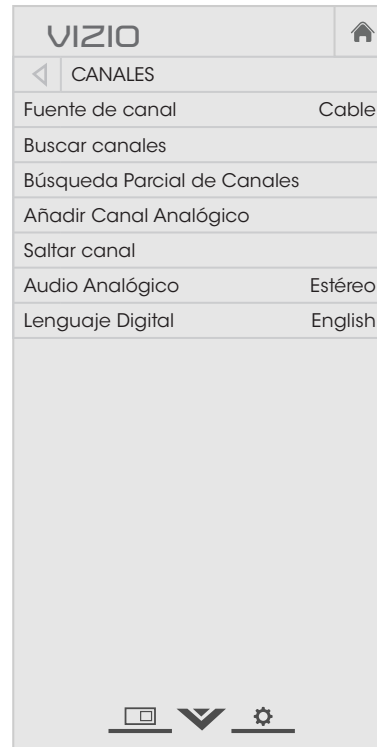 VIZIO
CANALES
Fuente de canal Cable
Buscar canales
Búsqueda Parcial de Canales
Añadir Canal Analógico
Saltar canal
Audio Analógico Estéreo
Lenguaje Digital English